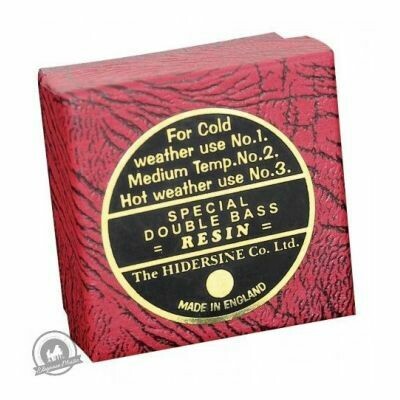 For Cold
weather use No.1.
Medium Temp.No.2.
Hot weather use No.3.
SPECIAL
DOUBLE BASS
= RESIN =
The HIDERSINE Co. Ltd.
MADE IN ENGLAND